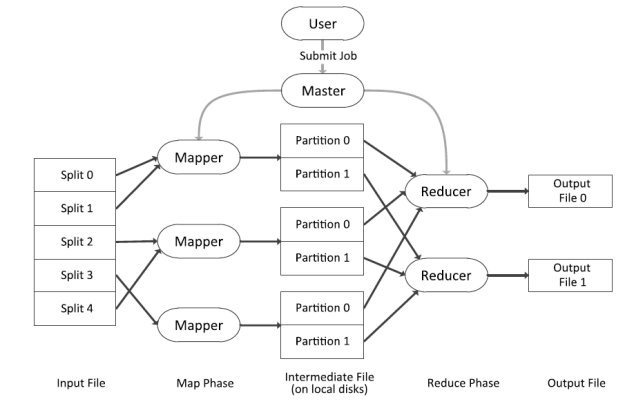 User
Submit Job
Master
Mapper
Partition 0
Partition 1
Split 0
Split 1
Split 2
Split 3
Split 4
Mapper
Partition 0
Partition 1
Mapper
Partition 0
Partition 1
Reducer
Output
File 0
Reducer
Output
File 1
Input File
Map Phase
Intermediate File
(on local disks)
Reduce Phase
Output File